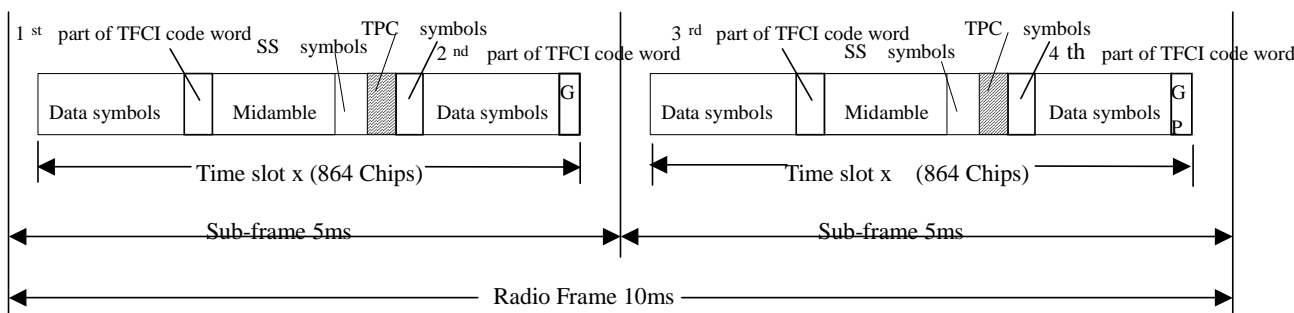 1 st part of TFCI code word
SS symbols
TPC symbols
2 nd part of TFCI code word
Data symbols
Midamble
Data symbols
G
Time slot x (864 Chips)
Sub-frame 5ms
3 rd part of TFCI code word
SS symbols
TPC symbols
4 th part of TFCI code word
Data symbols
Midamble
Data symbols
G
P
Time slot x (864 Chips)
Sub-frame 5ms
Radio Frame 10ms